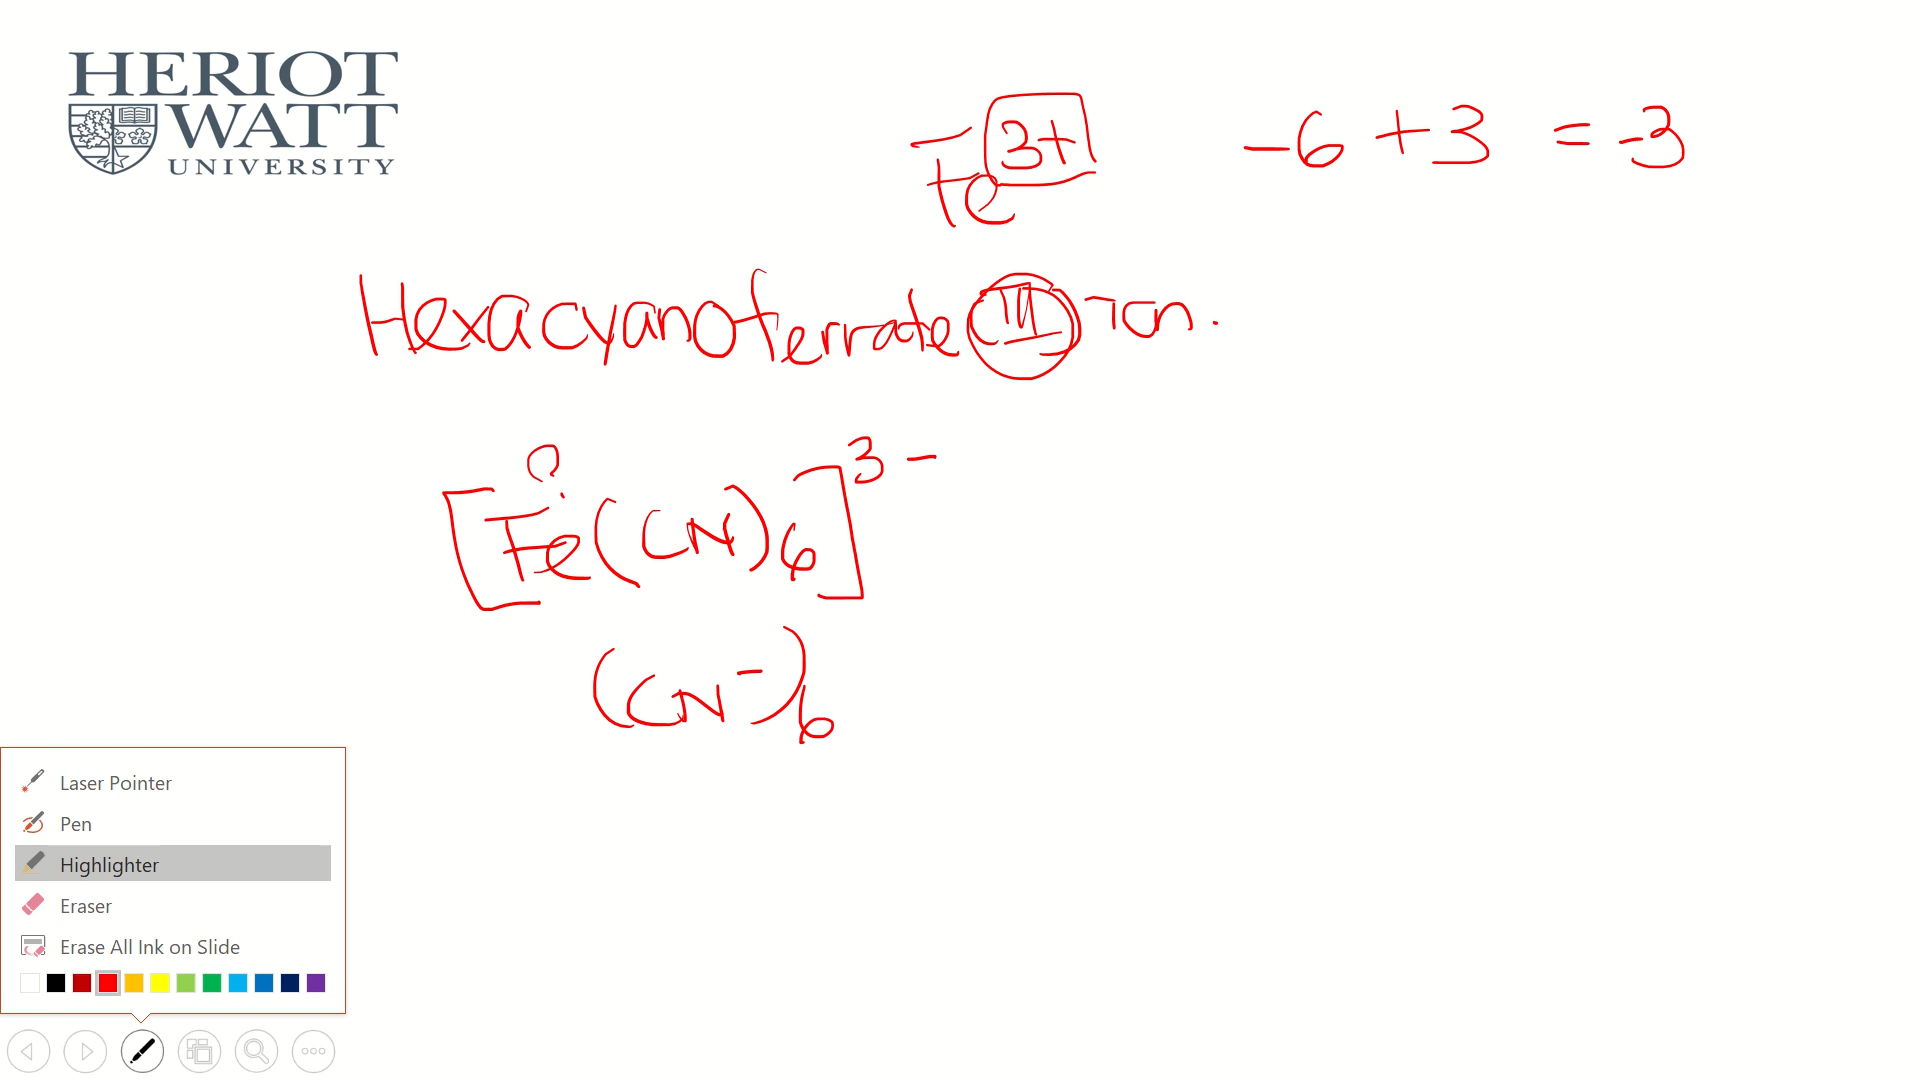 HERIOT
WATT
UNIVERSITY
Fe³⁺ -6 + 3 = -3
Hexacyanoferrate (III) ion.
?
[Fe(CN)₆]³⁻
(CN⁻)₆
Laser Pointer
Pen
Highlighter
Eraser
Erase All Ink on Slide